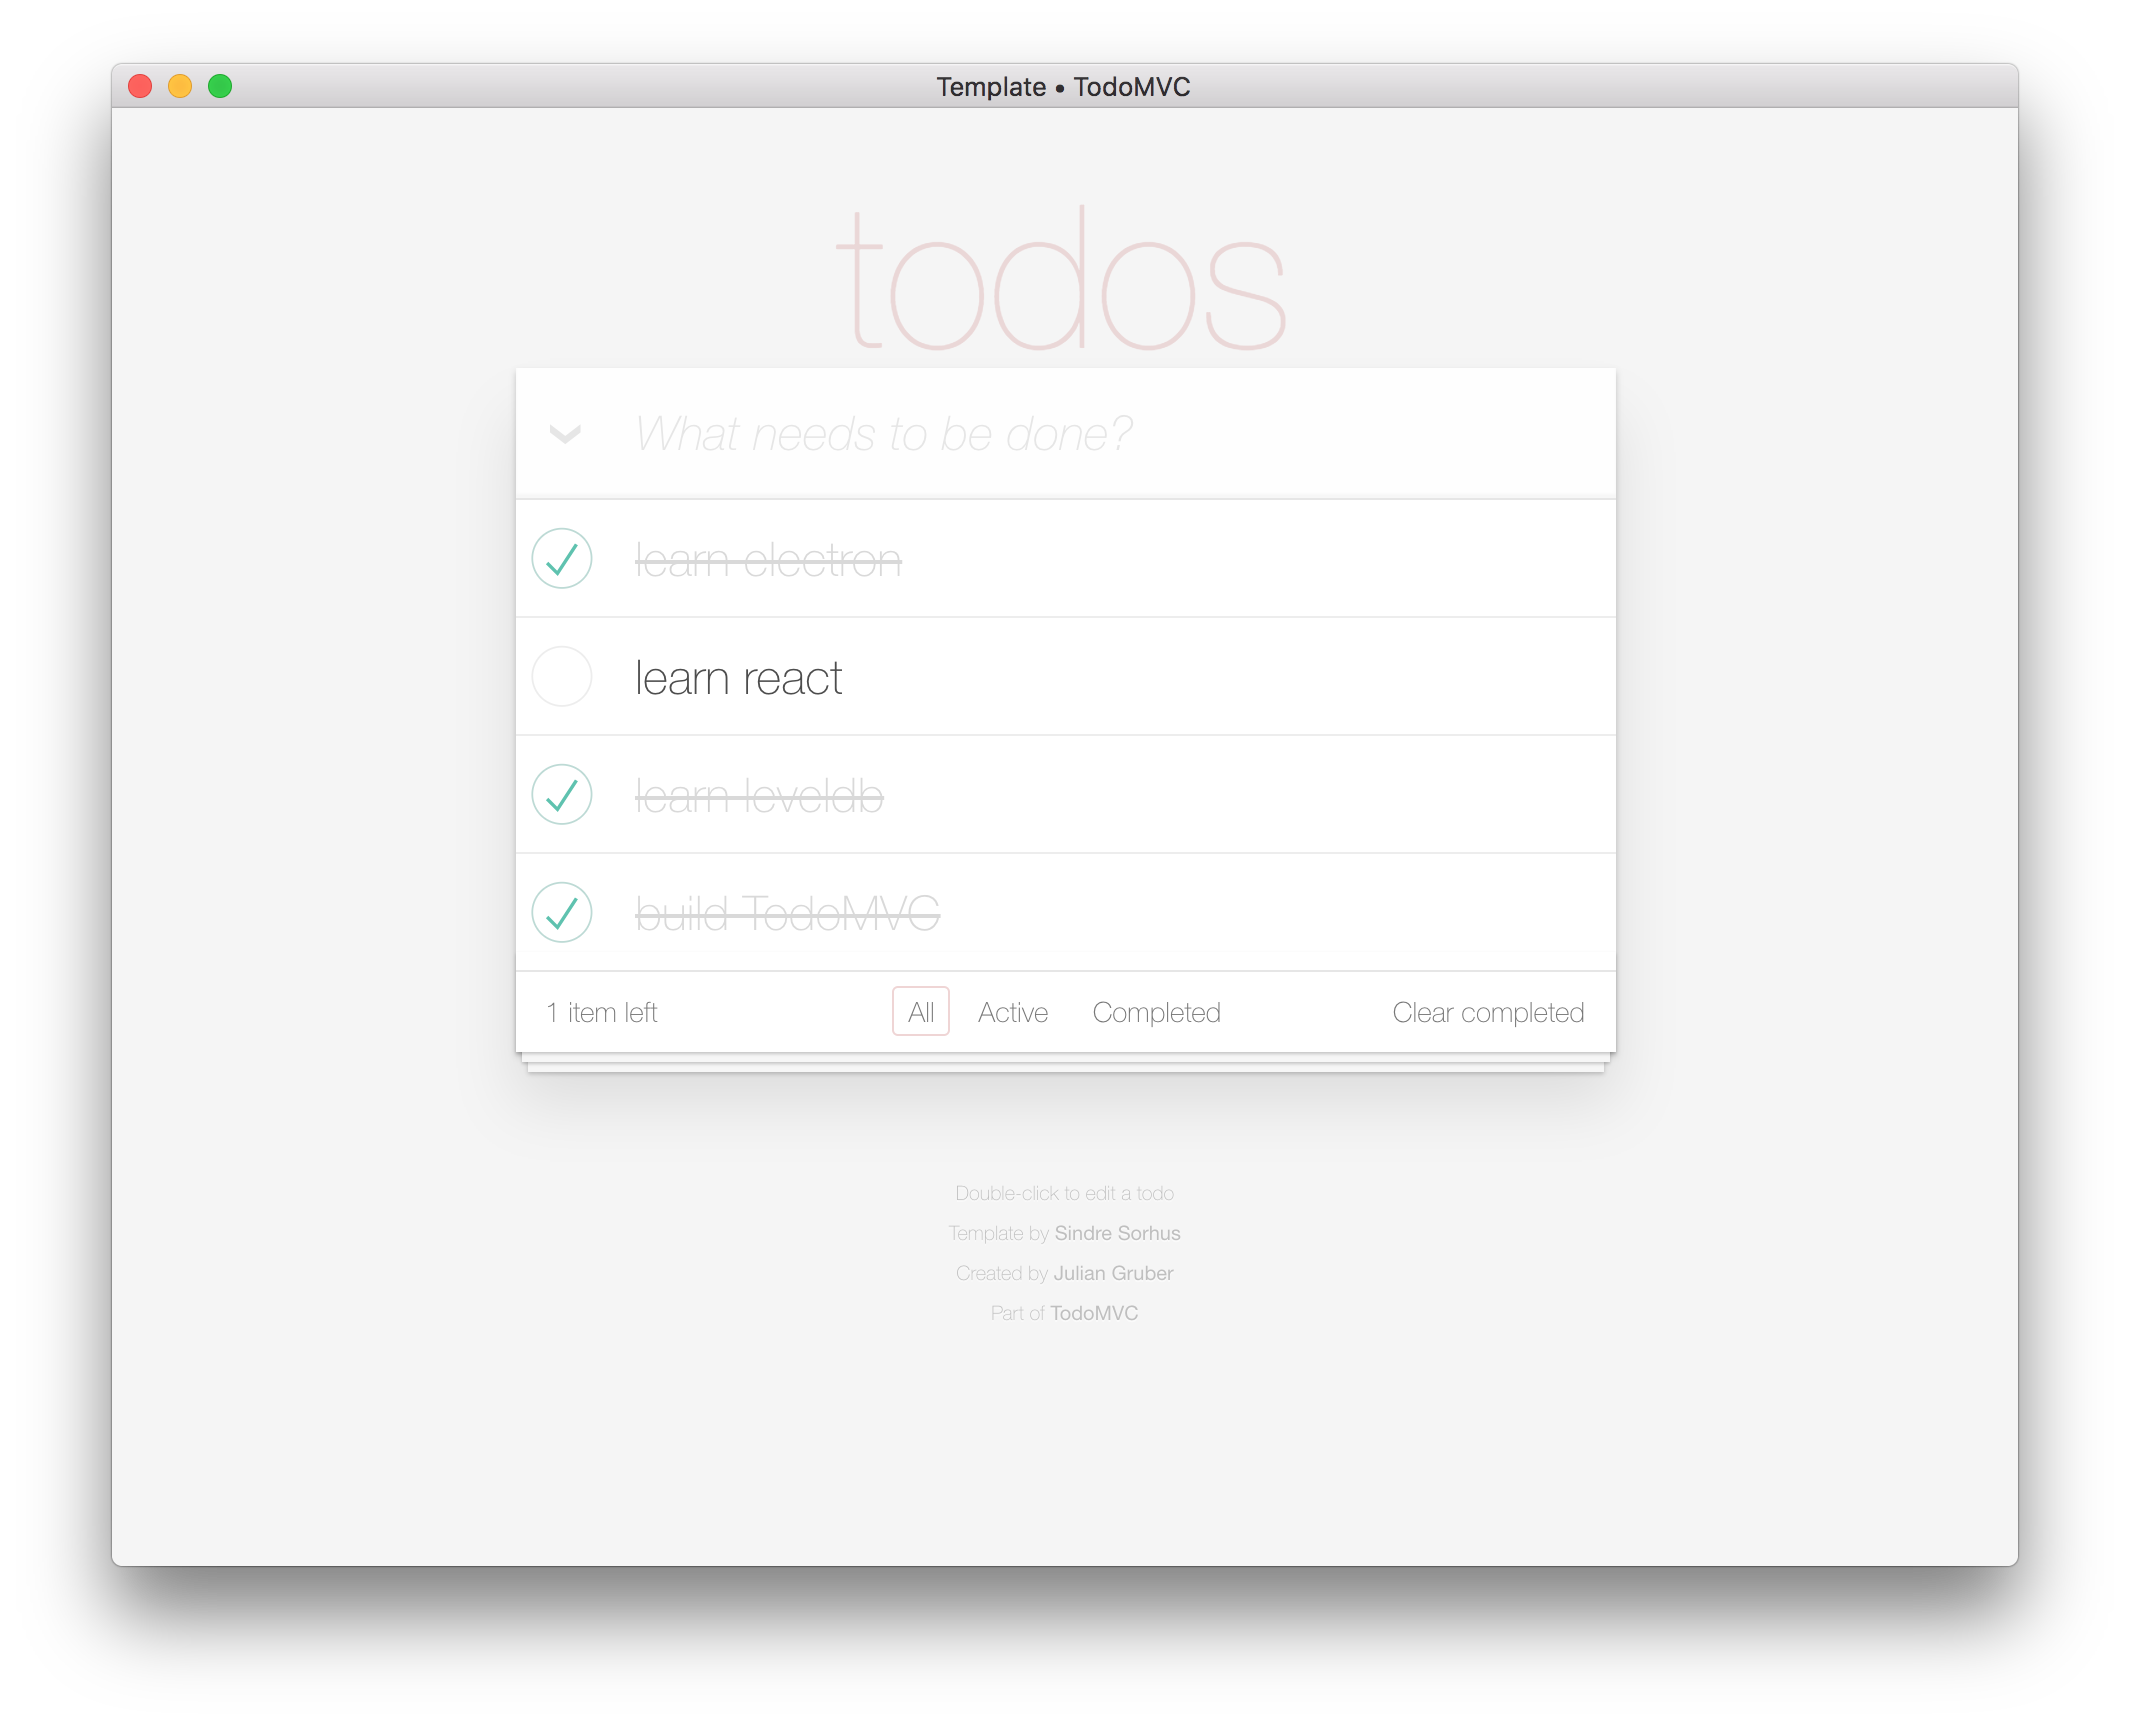 Template • TodoMVC
todos
What needs to be done?
learn electron
learn react
learn leveldb
build TodoMVC
1 item left All Active Completed Clear completed
Double-click to edit a todo
Template by Sindre Sorhus
Created by Julian Gruber
Part of TodoMVC